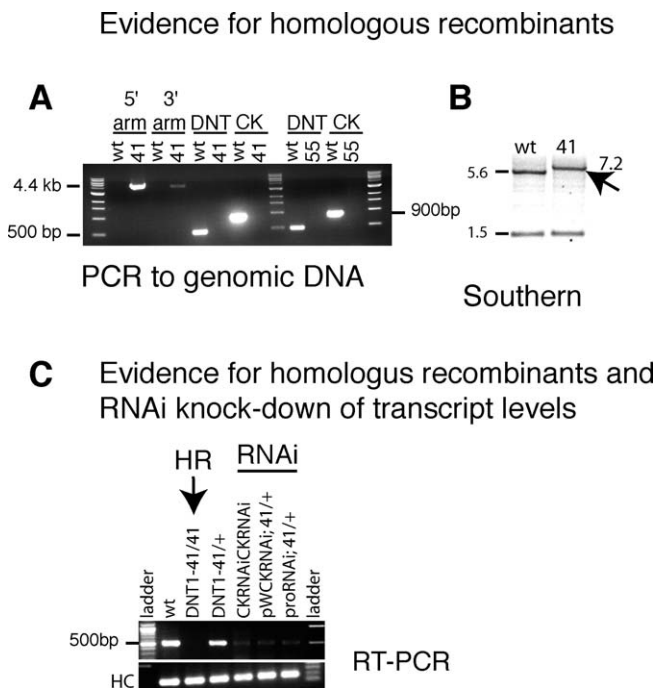 Evidence for homologous recombinants
A
5' 3'
arm arm DNT CK DNT CK
wt 41 wt 41 wt 41 wt 41 wt 55 wt 55
4.4 kb
500 bp
900bp
PCR to genomic DNA
B
wt 41
5.6
7.2
1.5
Southern
C Evidence for homologus recombinants and
RNAi knock-down of transcript levels
HR RNAi
ladder
wt
DNT1-41/41
DNT1-41/+
CKRNAiCKRNAi
pWCKRNAi; 41/+
proRNAi; 41/+
ladder
500bp
HC
RT-PCR